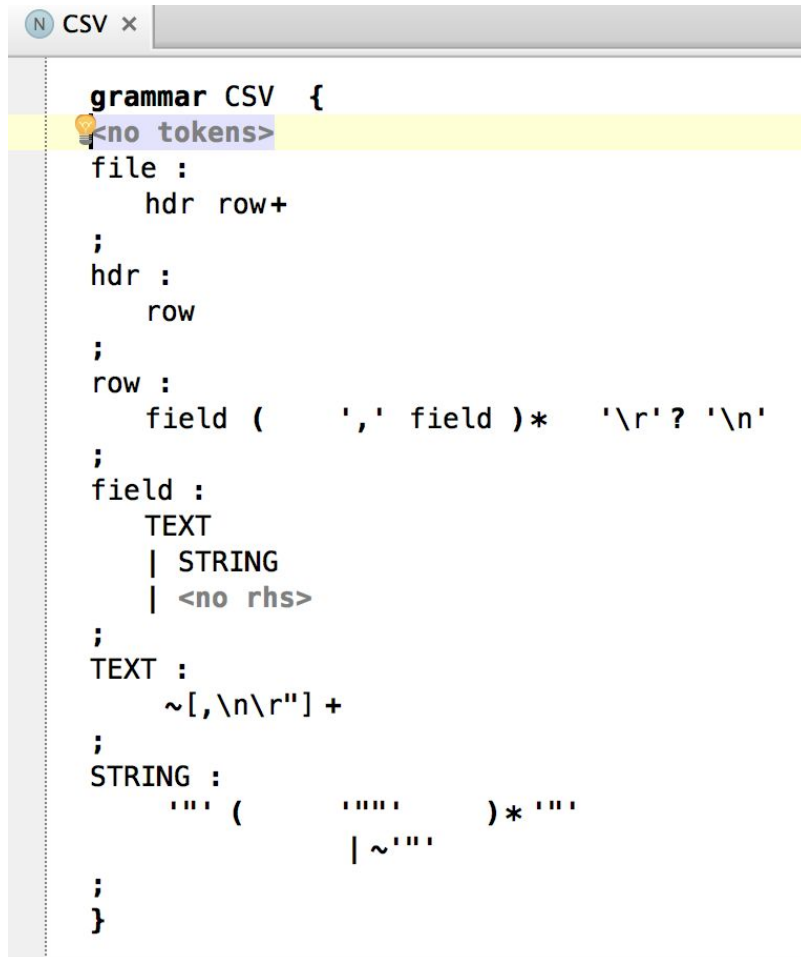 N CSV ×
grammar CSV {
<no tokens>
file :
hdr row+
;
hdr :
row
;
row :
field ( ',' field )* '\r'? '\n'
;
field :
TEXT
| STRING
| <no rhs>
;
TEXT :
~[,\n\r"]+
;
STRING :
'"' ( '""' )* '"'
| ~'"'
;
}